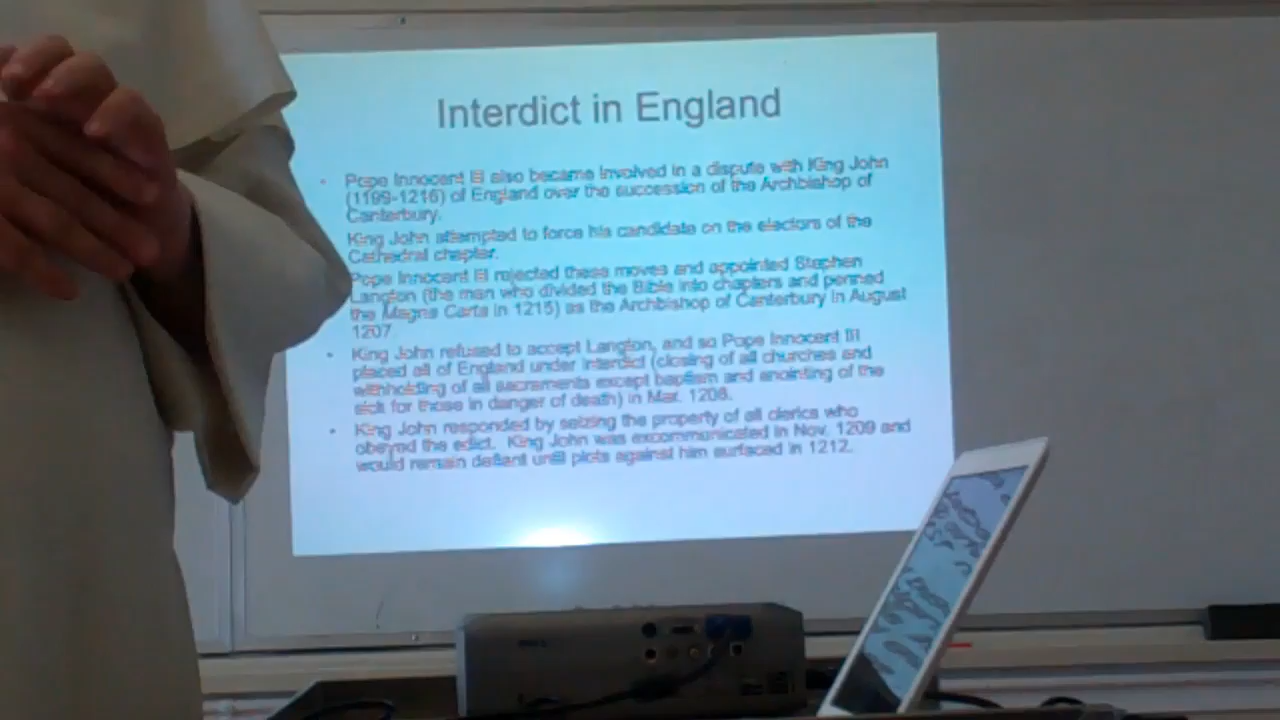 Interdict in England
Pope Innocent III also became involved in a dispute with King John
(1199-1216) of England over the succession of the Archbishop of
Canterbury.
King John attempted to force his candidate on the electors of the
Cathedral chapter.
Pope Innocent III rejected these moves and appointed Stephen
Langton (the man who divided the Bible into chapters and penned
the Magna Carta in 1215) as the Archbishop of Canterbury in August
1207.
King John refused to accept Langton, and so Pope Innocent III
placed all of England under interdict (closing of all churches and
withholding of all sacraments except baptism and anointing of the
sick for those in danger of death) in Mar. 1208.
King John responded by seizing the property of all clerics who
obeyed the edict. King John was excommunicated in Nov. 1209 and
would remain defiant until plots against him surfaced in 1212.